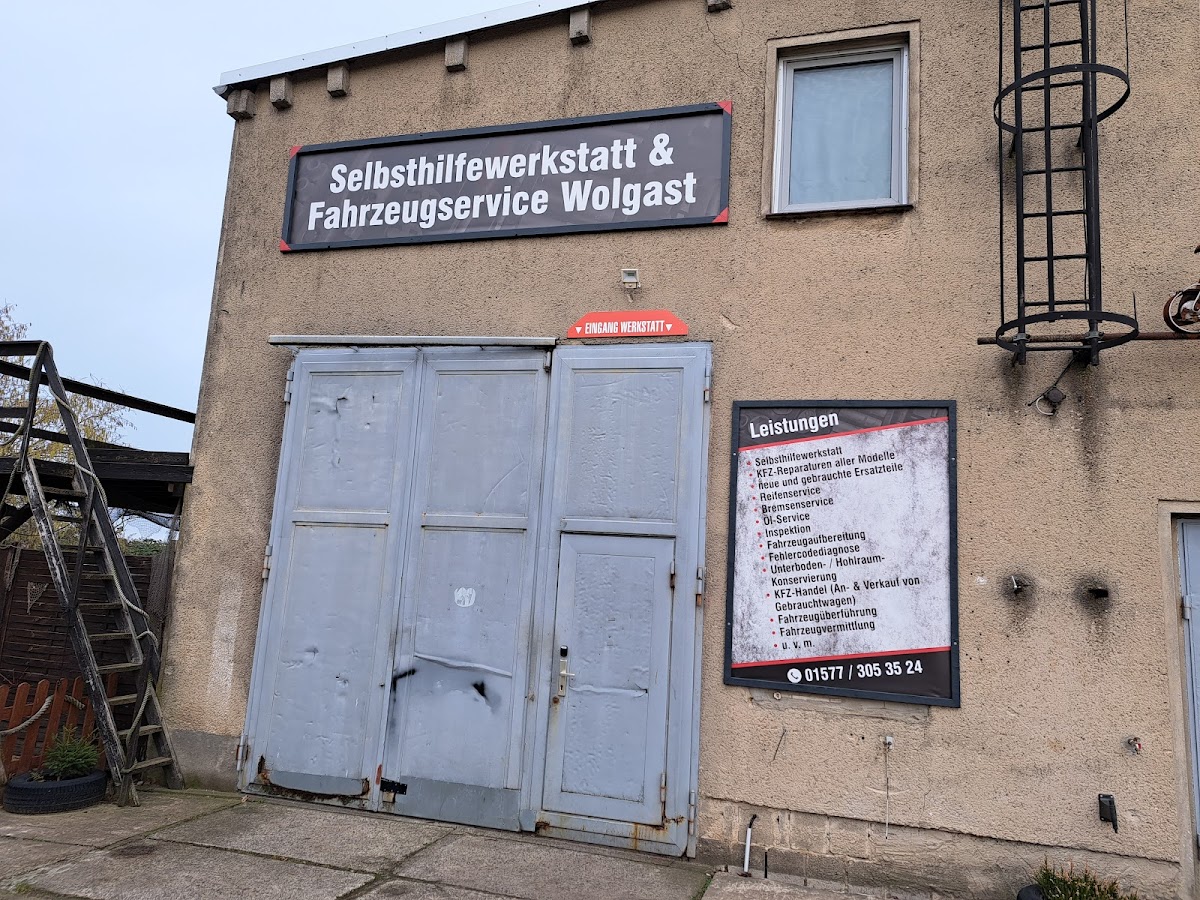 Selbsthilfewerkstatt &
Fahrzeugservice Wolgast
▼ EINGANG WERKSTATT ▼
Leistungen
• Selbsthilfewerkstatt
• KFZ-Reparaturen aller Modelle
• neue und gebrauchte Ersatzteile
• Reifenservice
• Bremsenservice
• Öl-Service
• Inspektion
• Fahrzeugaufbereitung
• Fehlercodediagnose
• Unterboden- / Hohlraum-
Konservierung
• KFZ-Handel (An- & Verkauf von
Gebrauchtwagen)
• Fahrzeugüberführung
• Fahrzeugvermittlung
• u. v. m.
01577 / 305 35 24